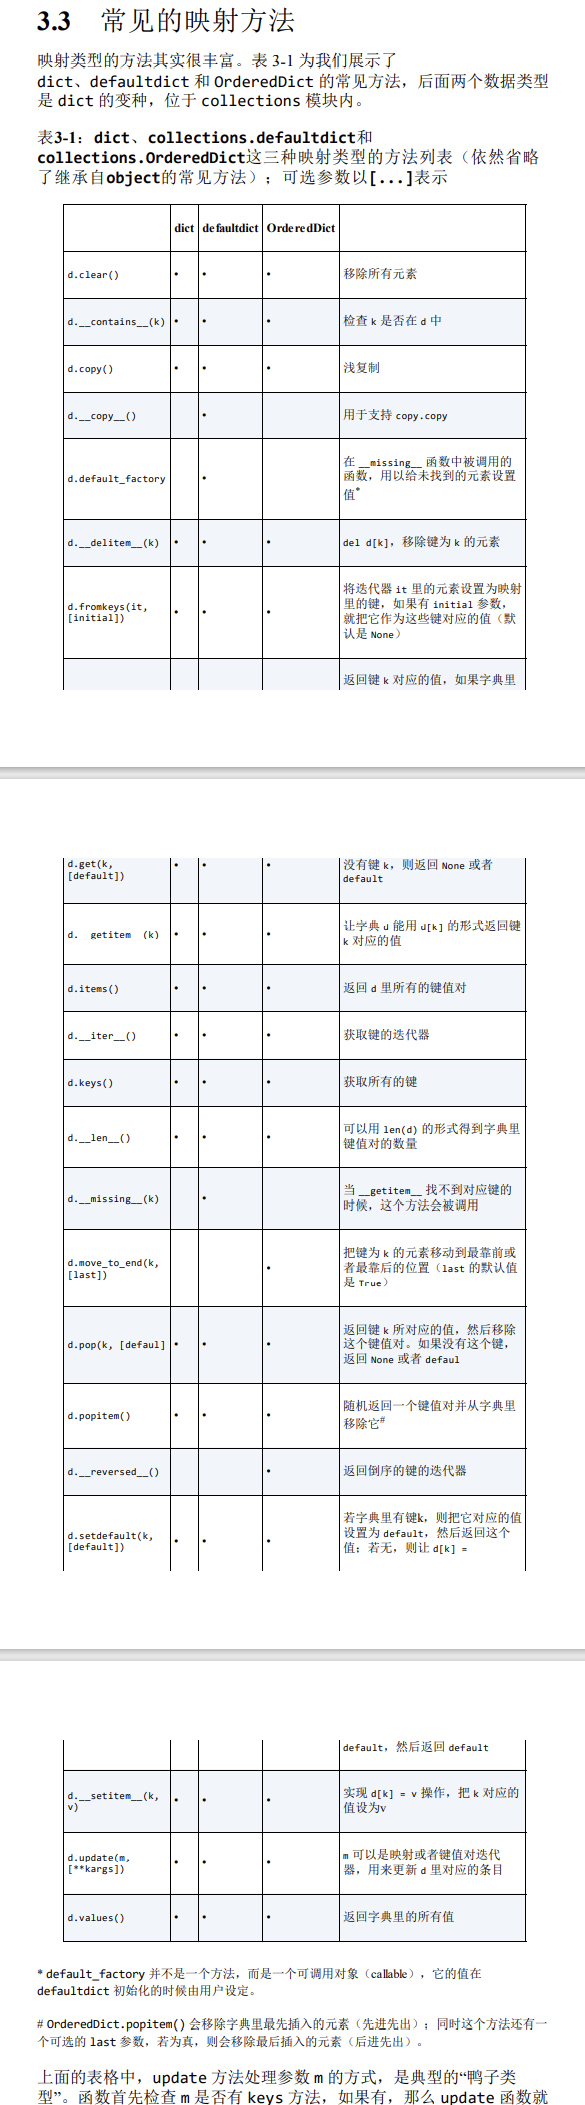 3.3 常见的映射方法
映射类型的方法其实很丰富。表 3-1 为我们展示了
dict、defaultdict 和 OrderedDict 的常见方法，后面两个数据类型
是 dict 的变种，位于 collections 模块内。
表3-1：dict、collections.defaultdict和
collections.OrderedDict这三种映射类型的方法列表（依然省略
了继承自object的常见方法）；可选参数以[...]表示
dict defaultdict OrderedDict
d.clear() • • • 移除所有元素
d.__contains__(k) • • • 检查 k 是否在 d 中
d.copy() • • • 浅复制
d.__copy__() • 用于支持 copy.copy
在 __missing__ 函数中被调用的
d.default_factory • 函数，用以给未找到的元素设置
值*
d.__delitem__(k) • • • del d[k]，移除键为 k 的元素
将迭代器 it 里的元素设置为映射
d.fromkeys(it, • • • 里的键，如果有 initial 参数，
[initial]) 就把它作为这些键对应的值（默
认是 None）
返回键 k 对应的值，如果字典里
d.get(k, • • • 没有键 k，则返回 None 或者
[default]) default
d. getitem (k) • • • 让字典 d 能用 d[k] 的形式返回键
k 对应的值
d.items() • • • 返回 d 里所有的键值对
d.__iter__() • • • 获取键的迭代器
d.keys() • • • 获取所有的键
d.__len__() • • • 可以用 len(d) 的形式得到字典里
键值对的数量
d.__missing__(k) • 当 __getitem__ 找不到对应键的
时候，这个方法会被调用
d.move_to_end(k, 把键为 k 的元素移动到最靠前或
[last]) • 者最靠后的位置（last 的默认值
是 True）
返回键 k 所对应的值，然后移除
d.pop(k, [defaul] • • • 这个键值对。如果没有这个键，
返回 None 或者 defaul
d.popitem() • • • 随机返回一个键值对并从字典里
移除它#
d.__reversed__() • 返回倒序的键的迭代器
若字典里有键k，则把它对应的值
d.setdefault(k, • • • 设置为 default，然后返回这个
[default]) 值；若无，则让 d[k] =
default，然后返回 default
d.__setitem__(k, • • • 实现 d[k] = v 操作，把 k 对应的
v) 值设为v
d.update(m, • • • m 可以是映射或者键值对迭代
[**kargs]) 器，用来更新 d 里对应的条目
d.values() • • • 返回字典里的所有值
* default_factory 并不是一个方法，而是一个可调用对象（callable），它的值在
defaultdict 初始化的时候由用户设定。
# OrderedDict.popitem() 会移除字典里最先插入的元素（先进先出）；同时这个方法还有一
个可选的 last 参数，若为真，则会移除最后插入的元素（后进先出）。
上面的表格中，update 方法处理参数 m 的方式，是典型的“鸭子类
型”。函数首先检查 m 是否有 keys 方法，如果有，那么 update 函数就